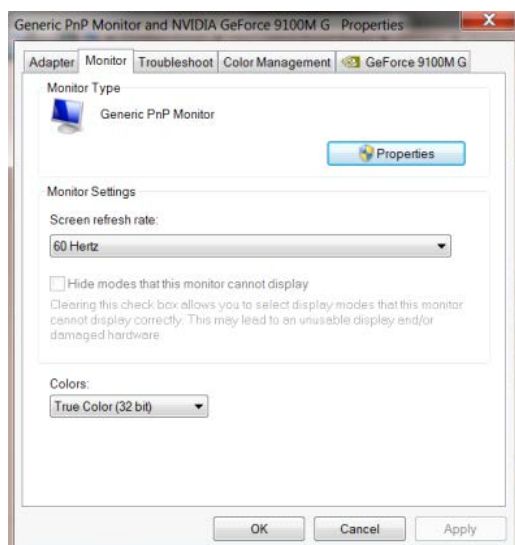 Generic PnP Monitor and NVIDIA GeForce 9100M G Properties
Adapter Monitor Troubleshoot Color Management GeForce 9100M G
Monitor Type
Generic PnP Monitor
Properties
Monitor Settings
Screen refresh rate:
60 Hertz
Hide modes that this monitor cannot display
Clearing this check box allows you to select display modes that this monitor
cannot display correctly. This may lead to an unusable display and/or
damaged hardware.
Colors:
True Color (32 bit)
OK Cancel Apply